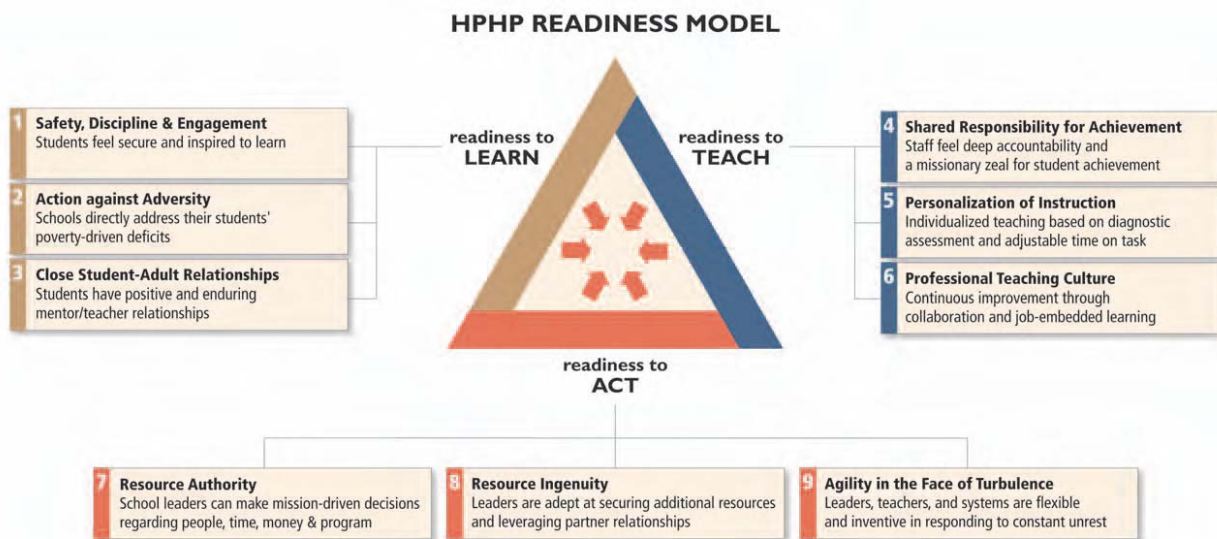 HPHP READINESS MODEL
readiness to
LEARN
1
Safety, Discipline & Engagement
Students feel secure and inspired to learn
2
Action against Adversity
Schools directly address their students'
poverty-driven deficits
3
Close Student-Adult Relationships
Students have positive and enduring
mentor/teacher relationships
readiness to
TEACH
4
Shared Responsibility for Achievement
Staff feel deep accountability and
a missionary zeal for student achievement
5
Personalization of Instruction
Individualized teaching based on diagnostic
assessment and adjustable time on task
6
Professional Teaching Culture
Continuous improvement through
collaboration and job-embedded learning
readiness to
ACT
7
Resource Authority
School leaders can make mission-driven decisions
regarding people, time, money & program
8
Resource Ingenuity
Leaders are adept at securing additional resources
and leveraging partner relationships
9
Agility in the Face of Turbulence
Leaders, teachers, and systems are flexible
and inventive in responding to constant unrest